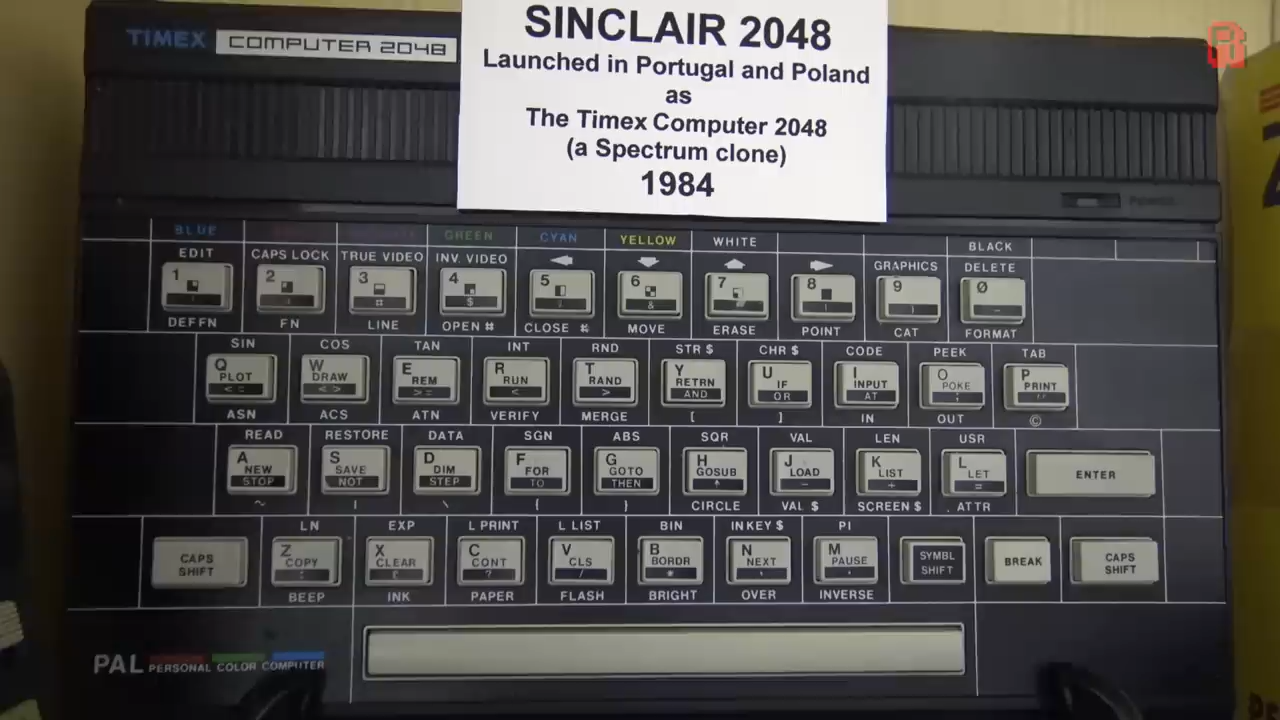 SINCLAIR 2048
Launched in Portugal and Poland
as
The Timex Computer 2048
(a Spectrum clone)
1984
TIMEX COMPUTER 2048
BLUE GREEN CYAN YELLOW WHITE BLACK
EDIT CAPS LOCK TRUE VIDEO INV. VIDEO GRAPHICS DELETE
1 2 3 4 5 6 7 8 9 0
# $ &
DEF FN FN LINE OPEN # CLOSE # MOVE ERASE POINT CAT FORMAT
SIN COS TAN INT RND STR $ CHR $ CODE PEEK TAB
Q W E R T Y U I O P
PLOT DRAW REM RUN RAND RETRN IF INPUT POKE PRINT
<= <> >= < > AND OR AT ; "
ASN ACS ATN VERIFY MERGE [ ] IN OUT ©
READ RESTORE DATA SGN ABS SQR VAL LEN USR
A S D F G H J K L
NEW SAVE DIM FOR GOTO GOSUB LOAD LIST LET ENTER
STOP NOT STEP TO THEN ↑ - + =
~ | \ { } CIRCLE VAL $ SCREEN $ ATTR
LN EXP L PRINT L LIST BIN INKEY $ PI
Z X C V B N M
CAPS SHIFT COPY CLEAR CONT CLS BORDR NEXT PAUSE SYMBL SHIFT BREAK CAPS SHIFT
: £ ? / * , .
BEEP INK PAPER FLASH BRIGHT OVER INVERSE
PAL PERSONAL COLOR COMPUTER